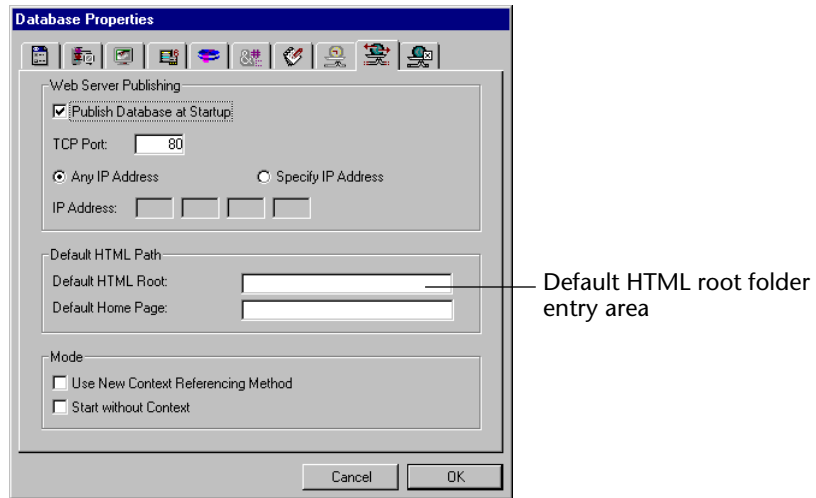 Database Properties
Web Server Publishing
Publish Database at Startup
TCP Port: 80
Any IP Address Specify IP Address
IP Address:
Default HTML Path
Default HTML Root:
Default Home Page:
Default HTML root folder
entry area
Mode
Use New Context Referencing Method
Start without Context
Cancel OK